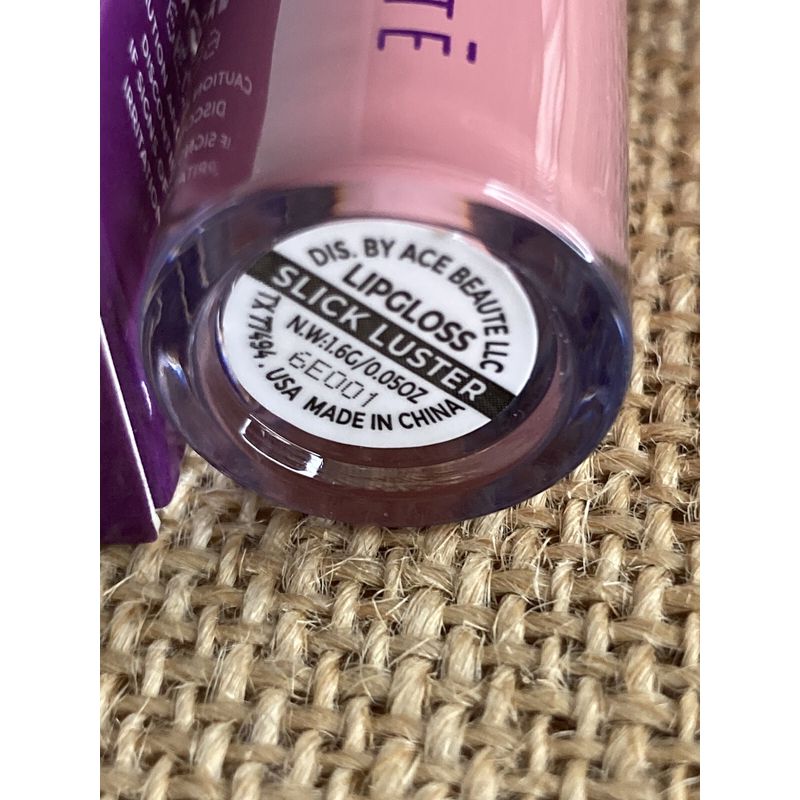 TÉ
CAUTION
DIS. BY ACE BEAUTE LLC
LIPGLOSS
SLICK LUSTER
N.W:1.6G/0.05OZ
6E001
TX 77494 . USA MADE IN CHINA